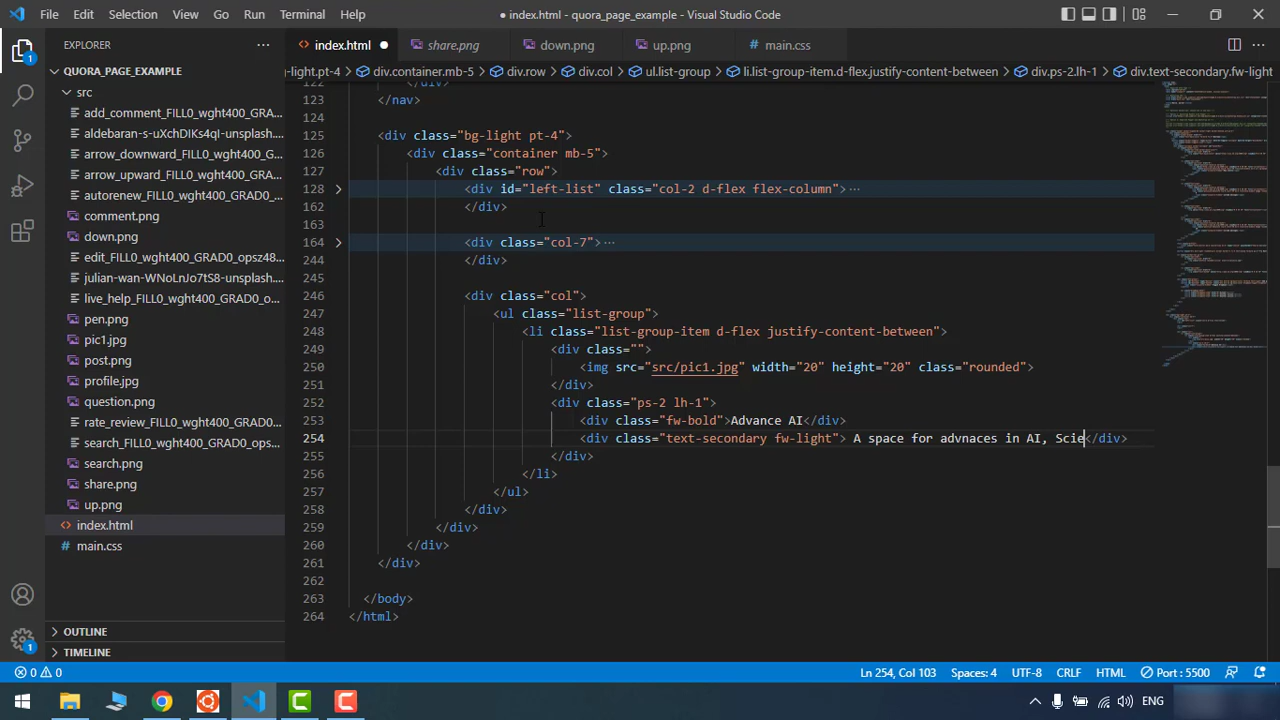 File Edit Selection View Go Run Terminal Help
● index.html - quora_page_example - Visual Studio Code
EXPLORER
index.html
share.png
down.png
up.png
main.css
QUORA_PAGE_EXAMPLE
-light.pt-4 > div.container.mb-5 > div.row > div.col > ul.list-group > li.list-group-item.d-flex.justify-content-between > div.ps-2.lh-1 > div.text-secondary.fw-light
src
add_comment_FILL0_wght400_GRAD0_...
aldebaran-s-uXchDIKs4qI-unsplash....
arrow_downward_FILL0_wght400_GRA...
arrow_upward_FILL0_wght400_GRAD0...
autorenew_FILL0_wght400_GRAD0_op...
comment.png
down.png
edit_FILL0_wght400_GRAD0_opsz48...
julian-wan-WNoLnJo7tS8-unsplash...
live_help_FILL0_wght400_GRAD0_op...
pen.png
pic1.jpg
post.png
profile.jpg
question.png
rate_review_FILL0_wght400_GRAD0...
search_FILL0_wght400_GRAD0_ops...
search.png
share.png
up.png
index.html
main.css
OUTLINE
TIMELINE
122 </div>
123 </nav>
124
125 <div class="bg-light pt-4">
126 <div class="container mb-5">
127 <div class="row">
128 <div id="left-list" class="col-2 d-flex flex-column"> ...
162 </div>
163
164 <div class="col-7"> ...
244 </div>
245
246 <div class="col">
247 <ul class="list-group">
248 <li class="list-group-item d-flex justify-content-between">
249 <div class="">
250 <img src="src/pic1.jpg" width="20" height="20" class="rounded">
251 </div>
252 <div class="ps-2 lh-1">
253 <div class="fw-bold">Advance AI</div>
254 <div class="text-secondary fw-light"> A space for advnaces in AI, Scie</div>
255 </div>
256 </li>
257 </ul>
258 </div>
259 </div>
260 </div>
261 </div>
262
263 </body>
264 </html>
0 0
Ln 254, Col 103 Spaces: 4 UTF-8 CRLF HTML Port : 5500
ENG